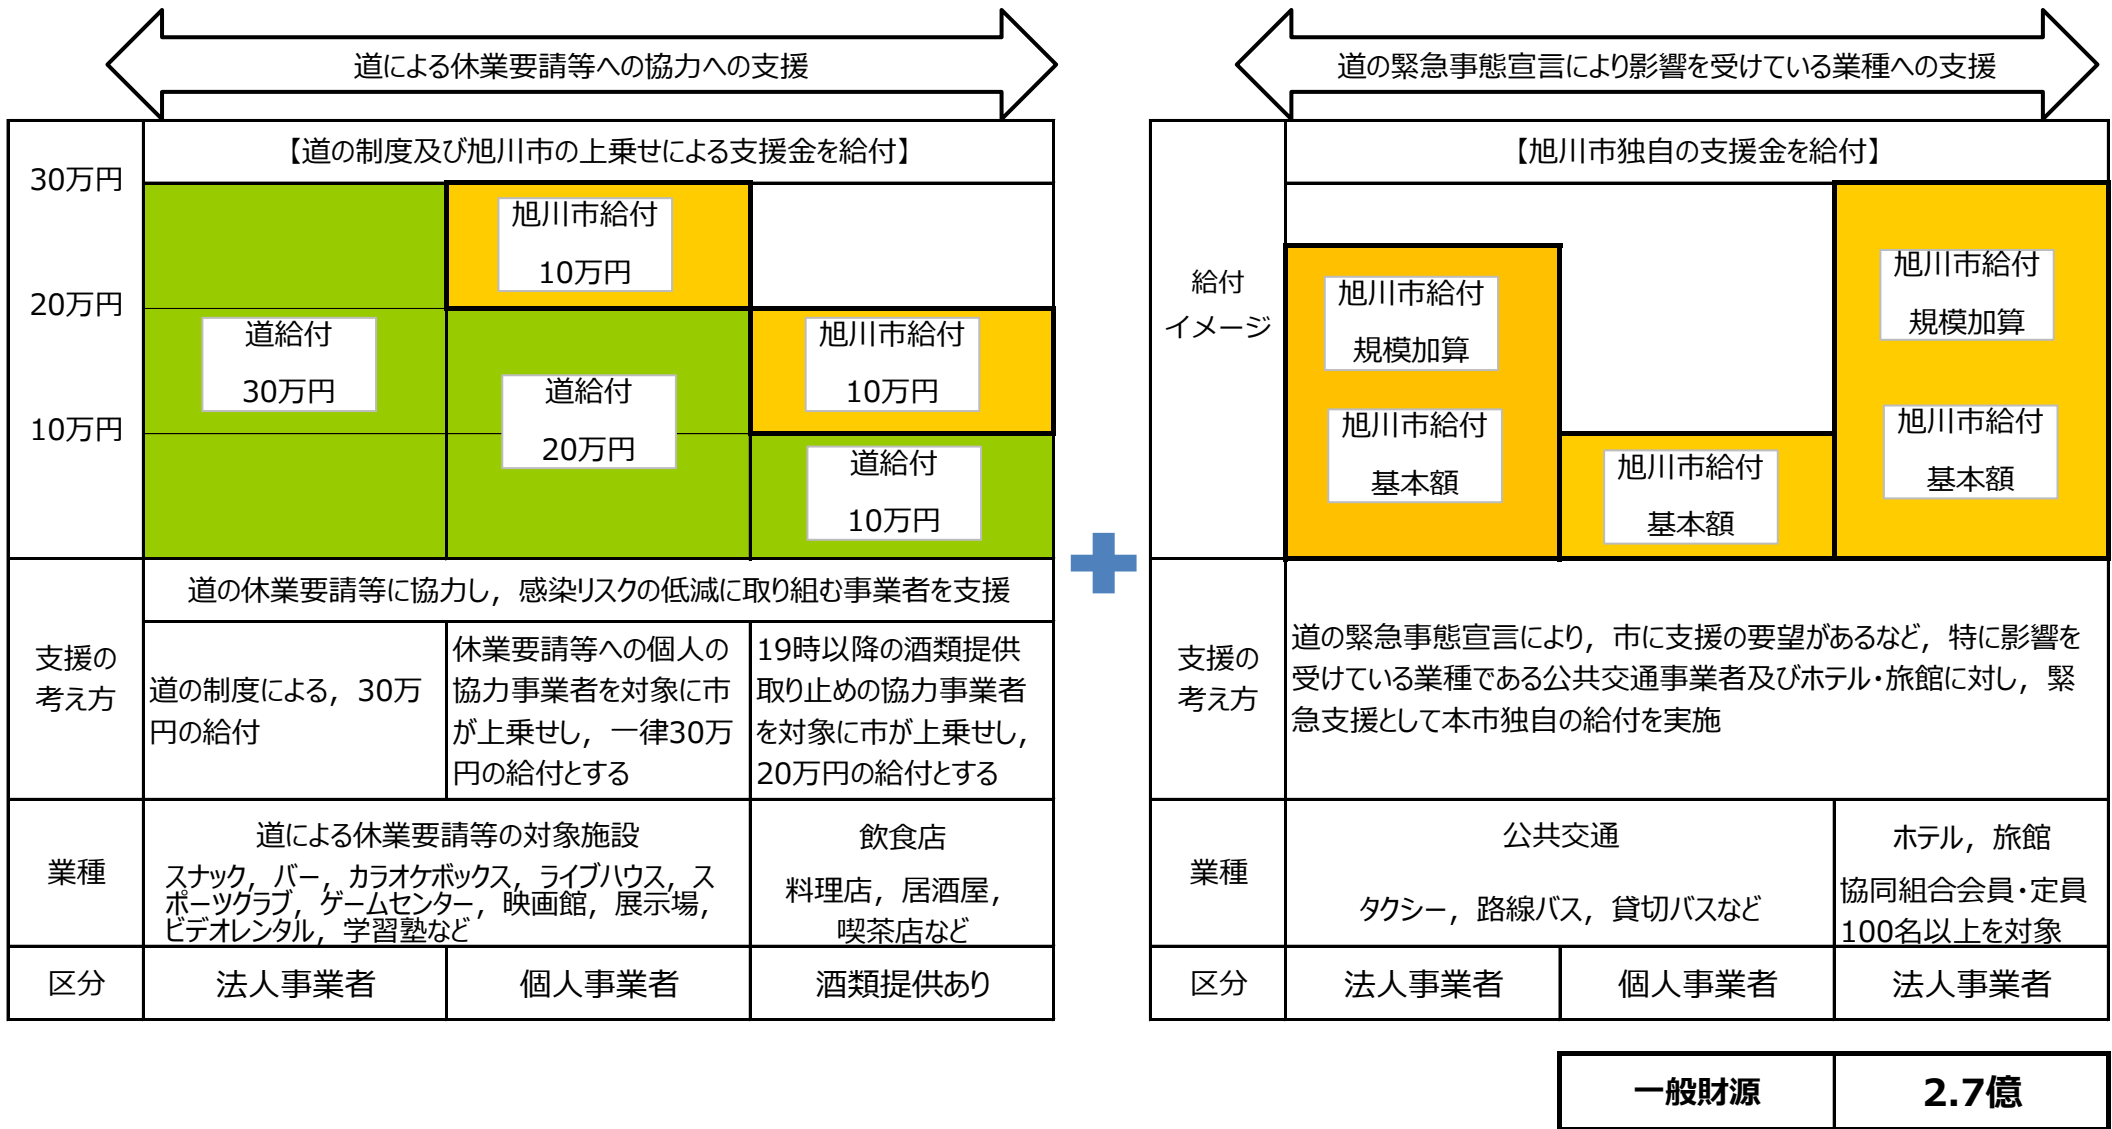 道による休業要請等への協力への支援
【道の制度及び旭川市の上乗せによる支援金を給付】
30万円
20万円
10万円
旭川市給付
10万円
道給付
30万円
道給付
20万円
旭川市給付
10万円
道給付
10万円
支援の
考え方
道の休業要請等に協力し，感染リスクの低減に取り組む事業者を支援
道の制度による，30万
円の給付
休業要請等への個人の
協力事業者を対象に市
が上乗せし，一律30万
円の給付とする
19時以降の酒類提供
取り止めの協力事業者
を対象に市が上乗せし，
20万円の給付とする
業種
道による休業要請等の対象施設
スナック，バー，カラオケボックス，ライブハウス，ス
ポーツクラブ，ゲームセンター，映画館，展示場，
ビデオレンタル，学習塾など
飲食店
料理店，居酒屋，
喫茶店など
区分
法人事業者
個人事業者
酒類提供あり
道の緊急事態宣言により影響を受けている業種への支援
【旭川市独自の支援金を給付】
給付
イメージ
旭川市給付
規模加算
旭川市給付
基本額
旭川市給付
基本額
旭川市給付
規模加算
旭川市給付
基本額
支援の
考え方
道の緊急事態宣言により，市に支援の要望があるなど，特に影響を
受けている業種である公共交通事業者及びホテル・旅館に対し，緊
急支援として本市独自の給付を実施
業種
公共交通
タクシー，路線バス，貸切バスなど
ホテル，旅館
協同組合会員・定員
100名以上を対象
区分
法人事業者
個人事業者
法人事業者
一般財源
2.7億